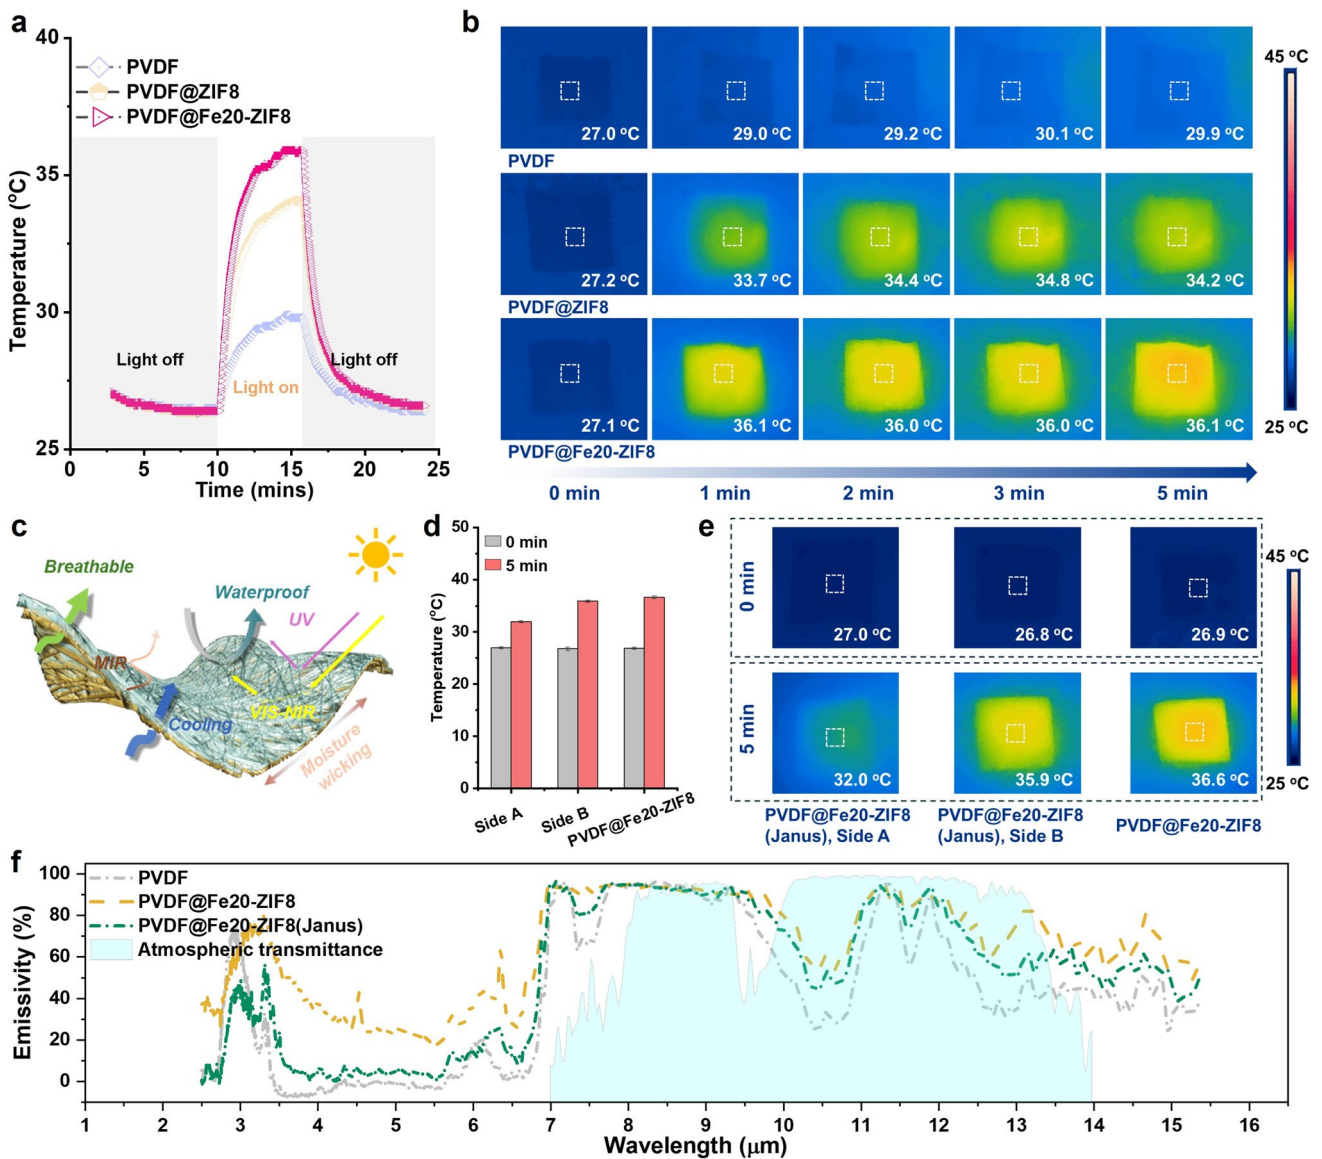 a
40
35
30
25
Temperature (°C)
PVDF
PVDF@ZIF8
PVDF@Fe20-ZIF8
Light off
Light on
Light off
0 5 10 15 20 25
Time (mins)
b
27.0 °C 29.0 °C 29.2 °C 30.1 °C 29.9 °C
PVDF
27.2 °C 33.7 °C 34.4 °C 34.8 °C 34.2 °C
PVDF@ZIF8
27.1 °C 36.1 °C 36.0 °C 36.0 °C 36.1 °C
PVDF@Fe20-ZIF8
0 min 1 min 2 min 3 min 5 min
45 °C
25 °C
c
Breathable
Waterproof
UV
MIR
VIS-NIR
Cooling
Moisture
wicking
d
50
40
30
20
10
0
Temperature (°C)
0 min
5 min
Side A Side B PVDF@Fe20-ZIF8
e
0 min
27.0 °C 26.8 °C 26.9 °C
5 min
32.0 °C 35.9 °C 36.6 °C
PVDF@Fe20-ZIF8
(Janus), Side A
PVDF@Fe20-ZIF8
(Janus), Side B
PVDF@Fe20-ZIF8
45 °C
25 °C
f
100
80
60
40
20
0
Emissivity (%)
PVDF
PVDF@Fe20-ZIF8
PVDF@Fe20-ZIF8(Janus)
Atmospheric transmittance
1 2 3 4 5 6 7 8 9 10 11 12 13 14 15 16
Wavelength (μm)